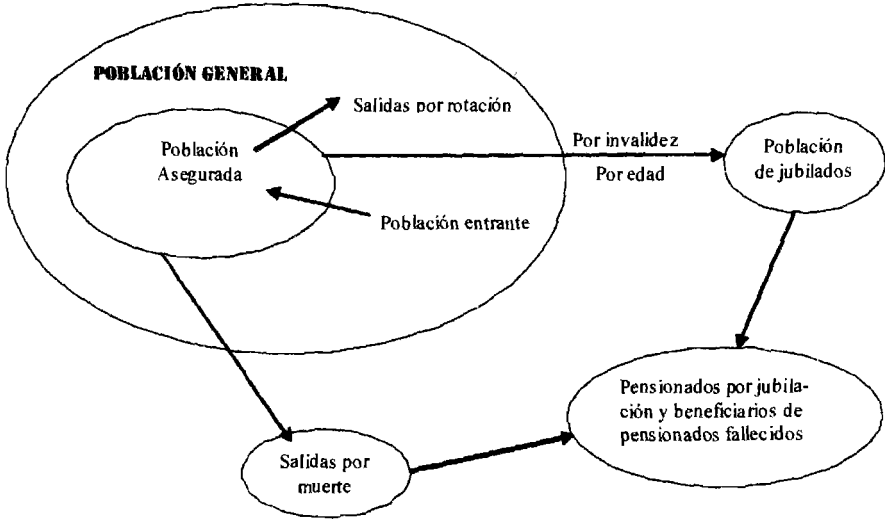 POBLACIÓN GENERAL
Salidas por rotación
Población
Asegurada
Población entrante
Por invalidez
Por edad
Población
de jubilados
Pensionados por jubila-
ción y beneficiarios de
pensionados fallecidos
Salidas por
muerte